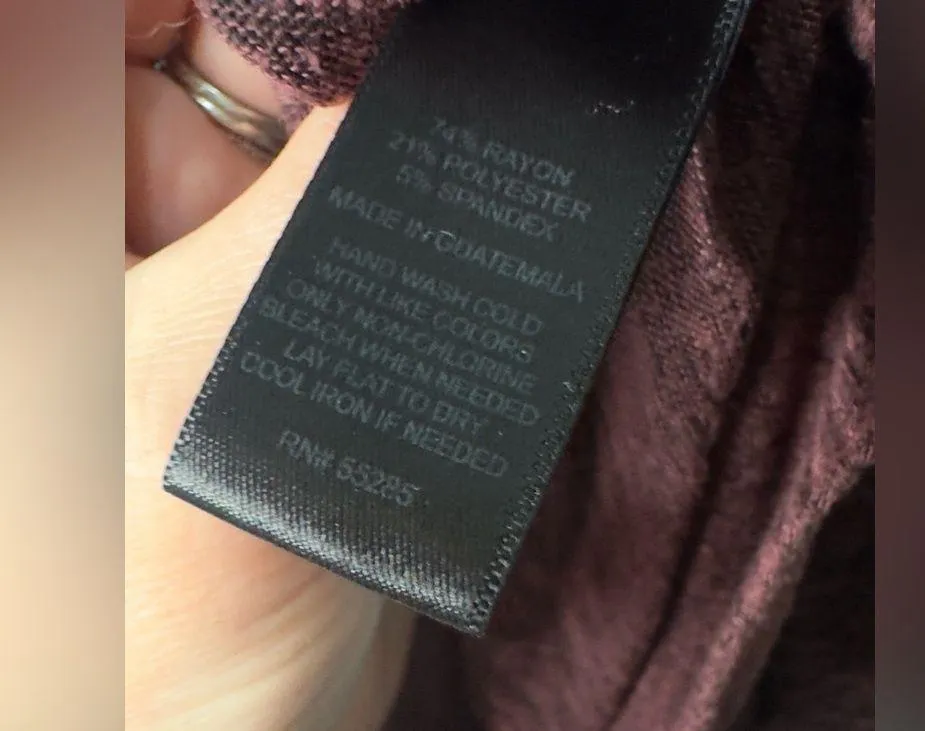 74% RAYON
21% POLYESTER
5% SPANDEX
MADE IN GUATEMALA
HAND WASH COLD
WITH LIKE COLORS
ONLY NON-CHLORINE
BLEACH WHEN NEEDED
LAY FLAT TO DRY
COOL IRON IF NEEDED
RN# 55285